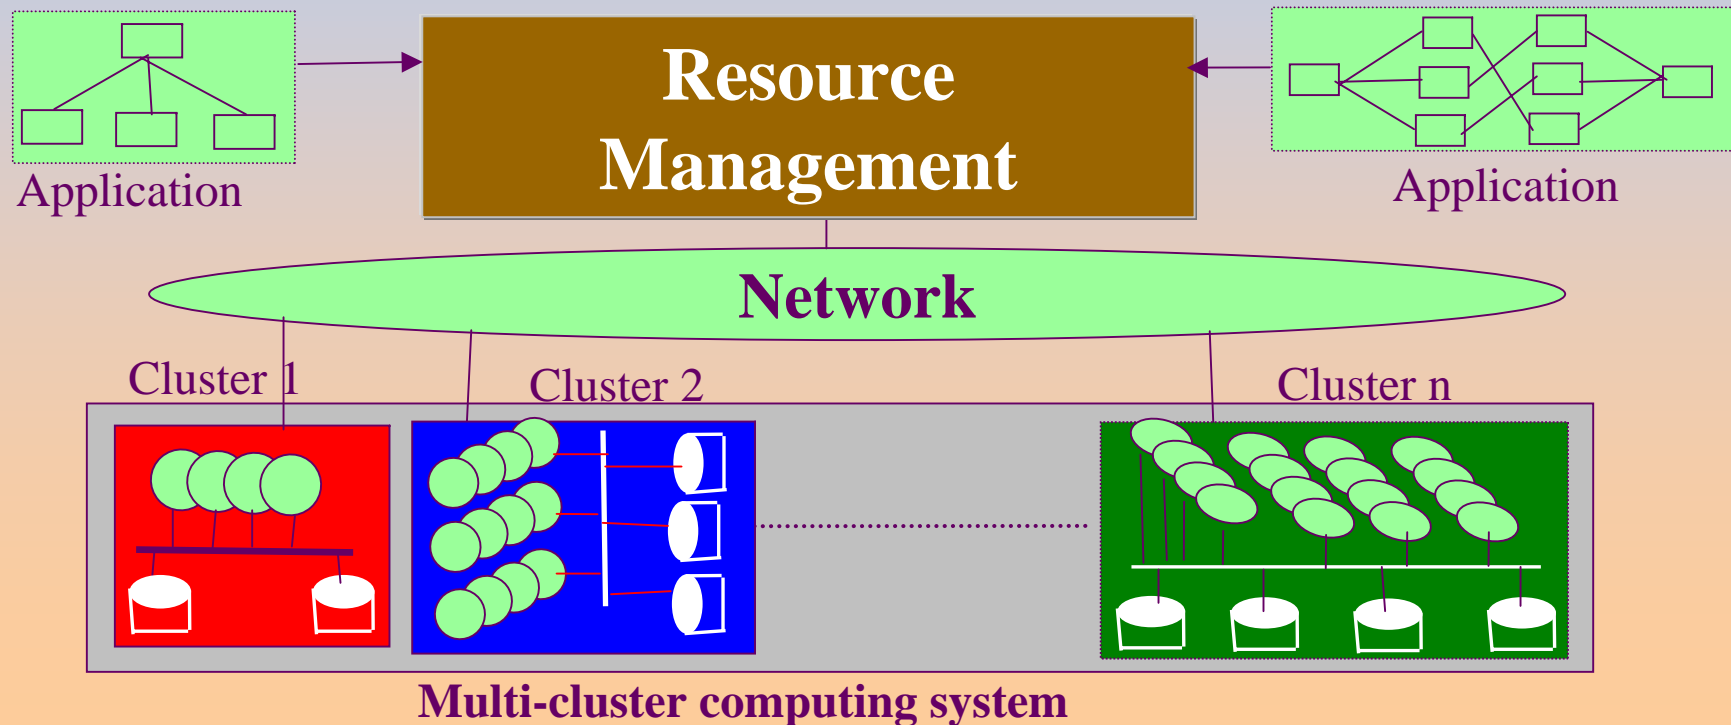 Resource
Management
Application
Application
Network
Cluster 1
Cluster 2
Cluster n
Multi-cluster computing system